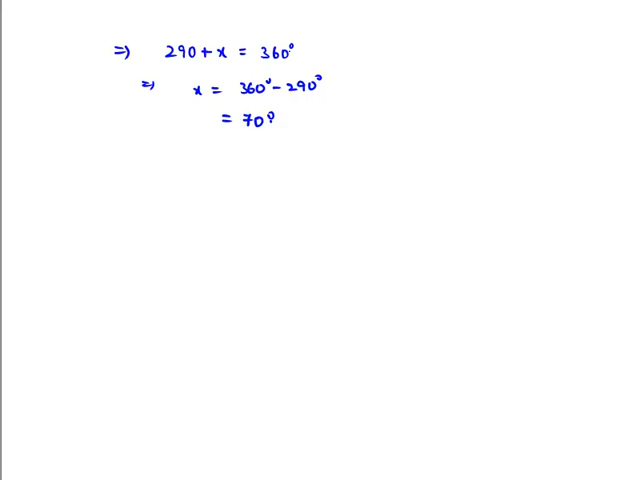 ⇒ 290 + x = 360°
⇒ x = 360° - 290°
= 70°